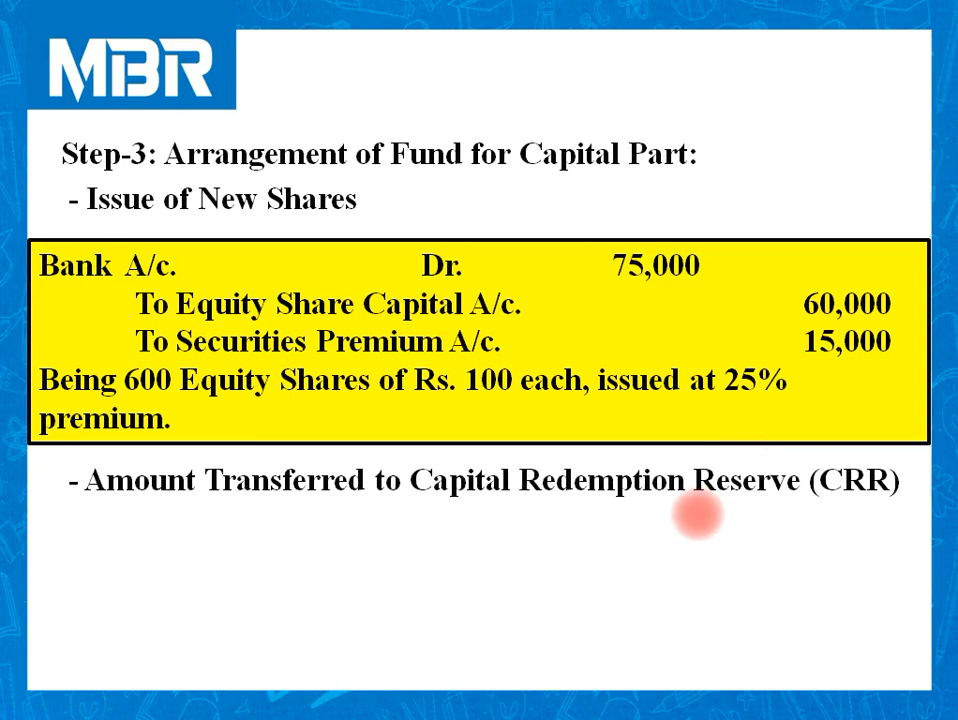 MBR
Step-3: Arrangement of Fund for Capital Part:
- Issue of New Shares
Bank A/c. Dr. 75,000
To Equity Share Capital A/c. 60,000
To Securities Premium A/c. 15,000
Being 600 Equity Shares of Rs. 100 each, issued at 25%
premium.
- Amount Transferred to Capital Redemption Reserve (CRR)